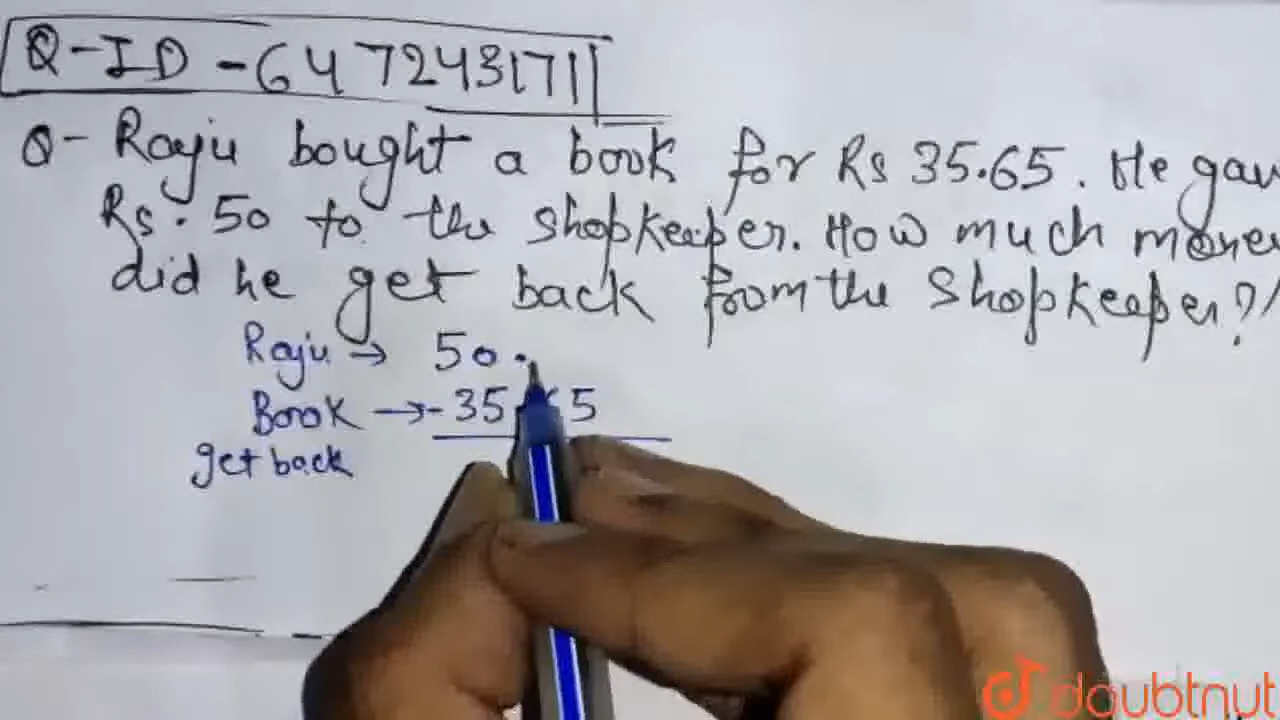 Q-ID-647243171
Q- Raju bought a book for Rs 35.65. He gav
Rs. 50 to the shopkeeper. How much mone
did he get back from the shopkeeper?
Raju → 50.
Book → - 35 5
get back
doubtnut